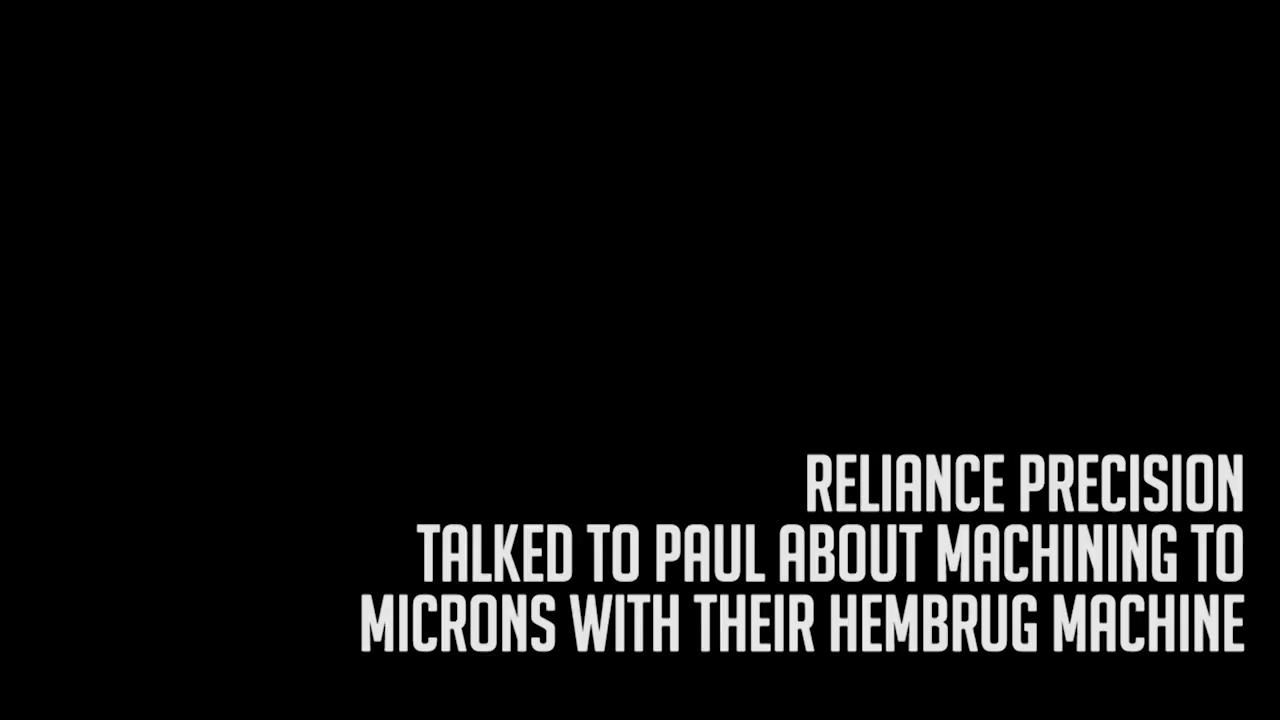 RELIANCE PRECISION
TALKED TO PAUL ABOUT MACHINING TO
MICRONS WITH THEIR HEMBRUG MACHINE